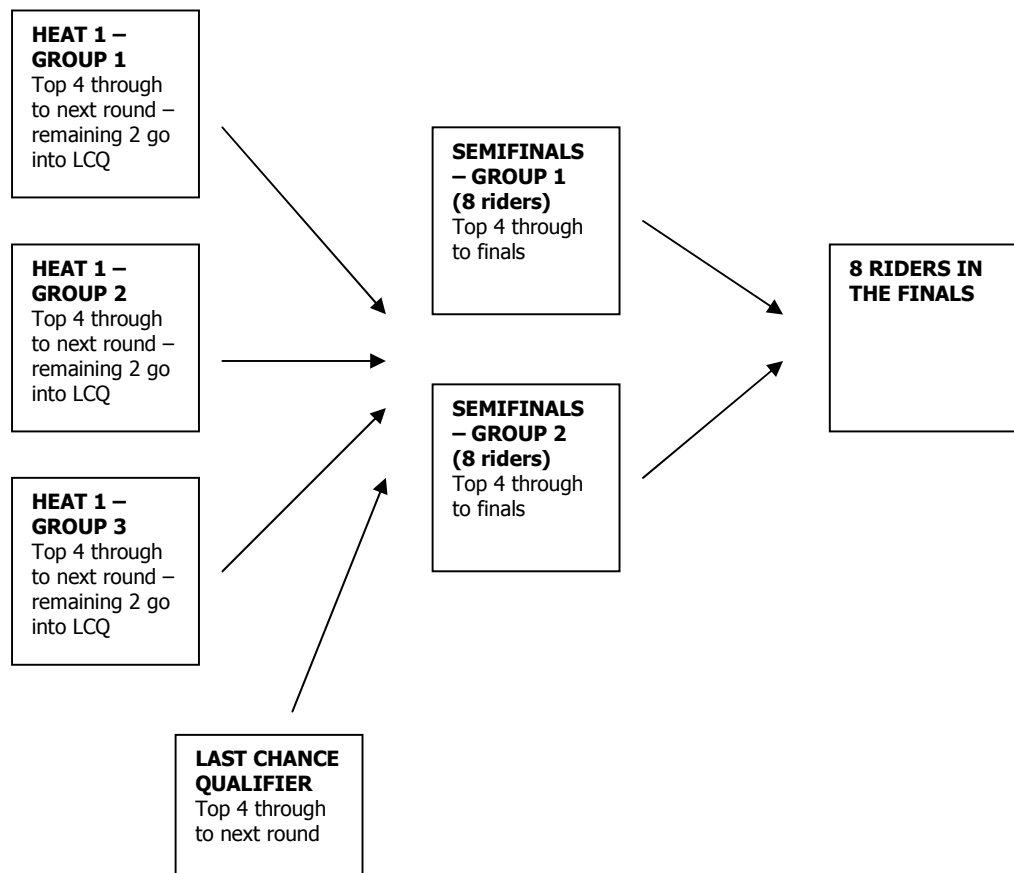 HEAT 1 –
GROUP 1
Top 4 through
to next round –
remaining 2 go
into LCQ
HEAT 1 –
GROUP 2
Top 4 through
to next round –
remaining 2 go
into LCQ
HEAT 1 –
GROUP 3
Top 4 through
to next round –
remaining 2 go
into LCQ
LAST CHANCE
QUALIFIER
Top 4 through
to next round
SEMIFINALS
– GROUP 1
(8 riders)
Top 4 through
to finals
SEMIFINALS
– GROUP 2
(8 riders)
Top 4 through
to finals
8 RIDERS IN
THE FINALS